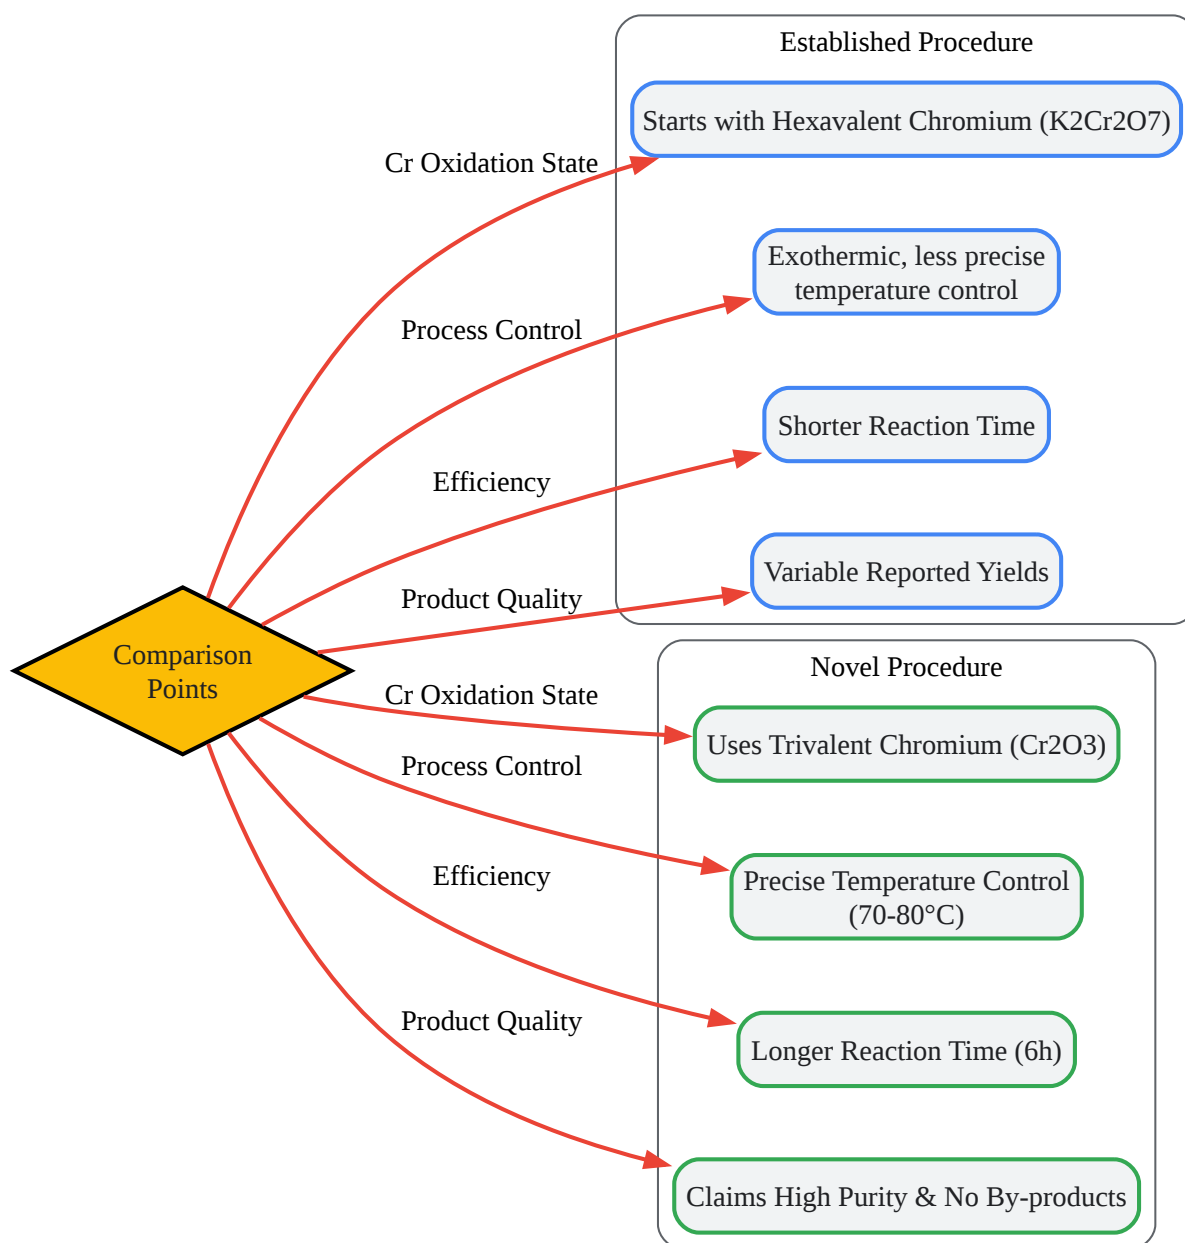 Established Procedure
Starts with Hexavalent Chromium (K2Cr2O7)
Cr Oxidation State
Exothermic, less precise
temperature control
Process Control
Shorter Reaction Time
Efficiency
Variable Reported Yields
Product Quality
Comparison
Points
Novel Procedure
Cr Oxidation State
Uses Trivalent Chromium (Cr2O3)
Process Control
Precise Temperature Control
(70-80°C)
Efficiency
Longer Reaction Time (6h)
Product Quality
Claims High Purity & No By-products